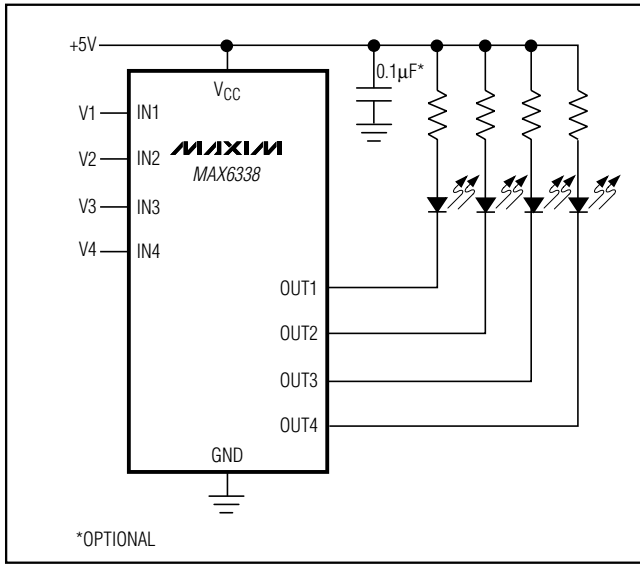 +5V
0.1µF*
VCC
V1 IN1
V2 IN2
MAXIM
MAX6338
V3 IN3
V4 IN4
OUT1
OUT2
OUT3
OUT4
GND
*OPTIONAL